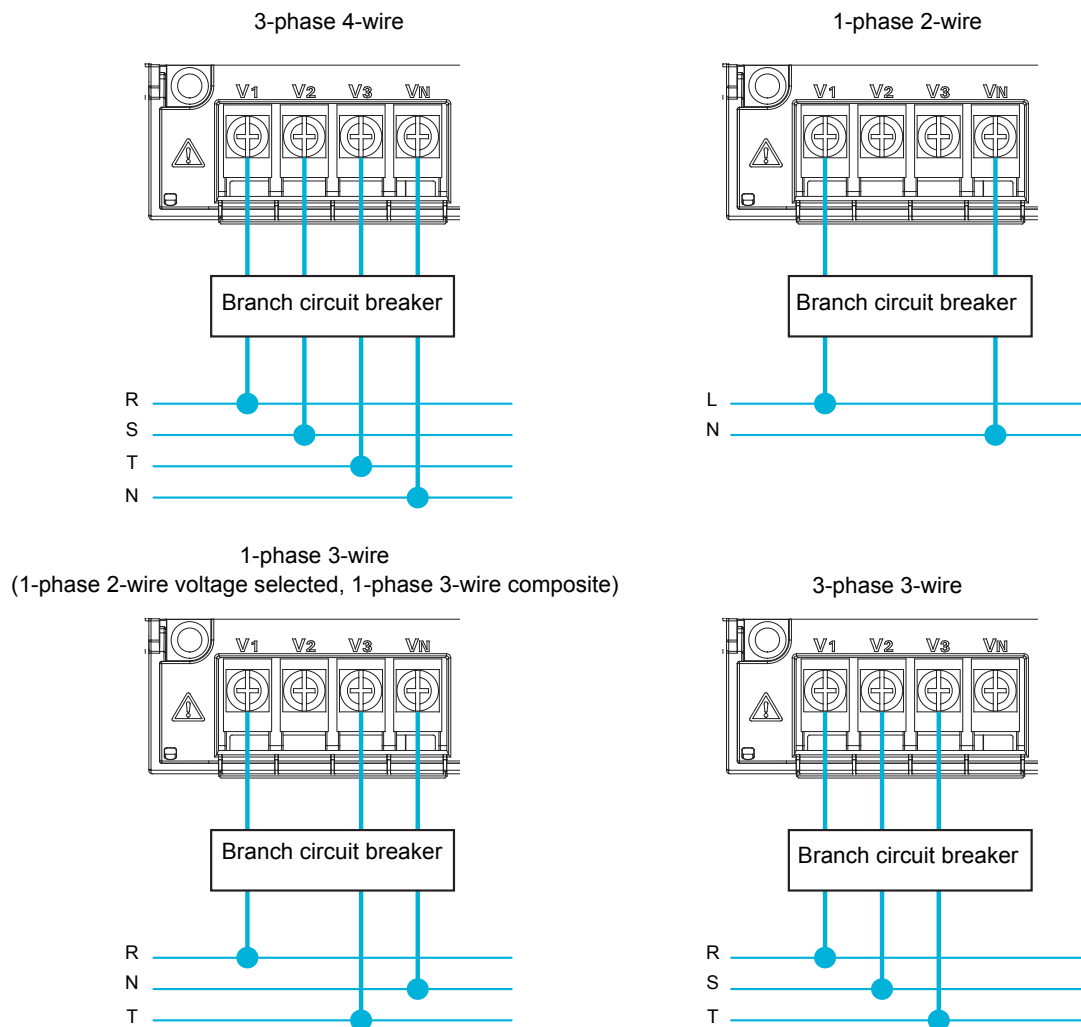 3-phase 4-wire
V1 V2 V3 VN
Branch circuit breaker
R
S
T
N
1-phase 2-wire
V1 V2 V3 VN
Branch circuit breaker
L
N
1-phase 3-wire
(1-phase 2-wire voltage selected, 1-phase 3-wire composite)
V1 V2 V3 VN
Branch circuit breaker
R
N
T
3-phase 3-wire
V1 V2 V3 VN
Branch circuit breaker
R
S
T